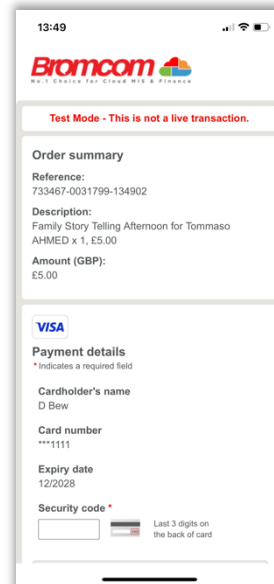 13:49
Bromcom
No.1 Choice for Cloud MIS & Finance
Test Mode - This is not a live transaction.
Order summary
Reference:
733467-0031799-134902
Description:
Family Story Telling Afternoon for Tommaso
AHMED x 1, £5.00
Amount (GBP):
£5.00
VISA
Payment details
* Indicates a required field
Cardholder's name
D Bew
Card number
***1111
Expiry date
12/2028
Security code *
Last 3 digits on
the back of card